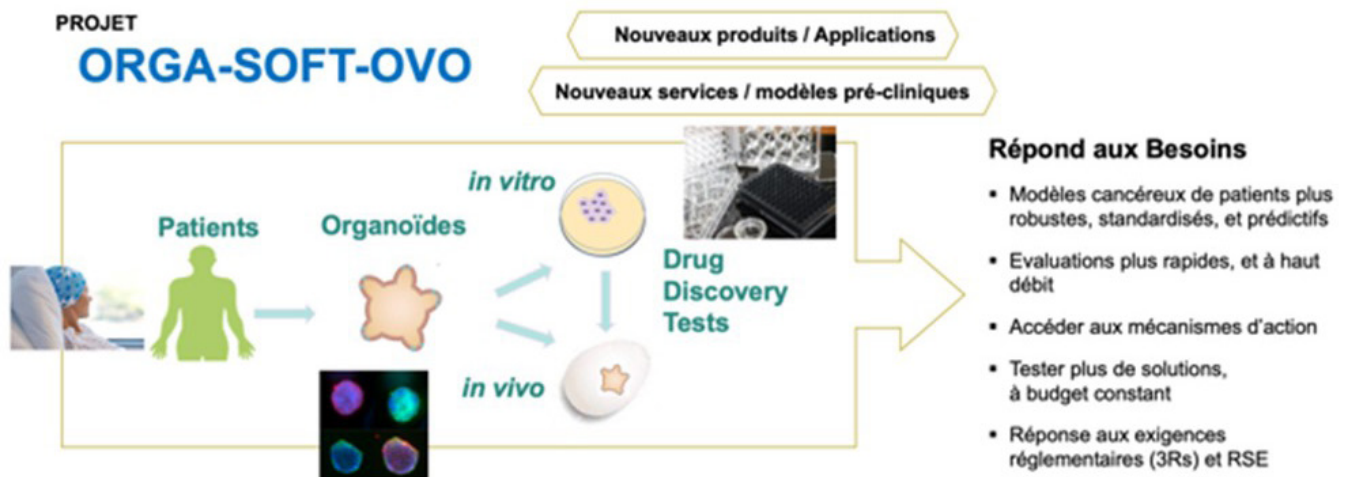 PROJET
ORGA-SOFT-OVO
Nouveaux produits / Applications
Nouveaux services / modèles pré-cliniques
Patients
Organoïdes
in vitro
in vivo
Drug
Discovery
Tests
Répond aux Besoins
▪ Modèles cancéreux de patients plus
robustes, standardisés, et prédictifs
▪ Evaluations plus rapides, et à haut
débit
▪ Accéder aux mécanismes d'action
▪ Tester plus de solutions,
à budget constant
▪ Réponse aux exigences
réglementaires (3Rs) et RSE